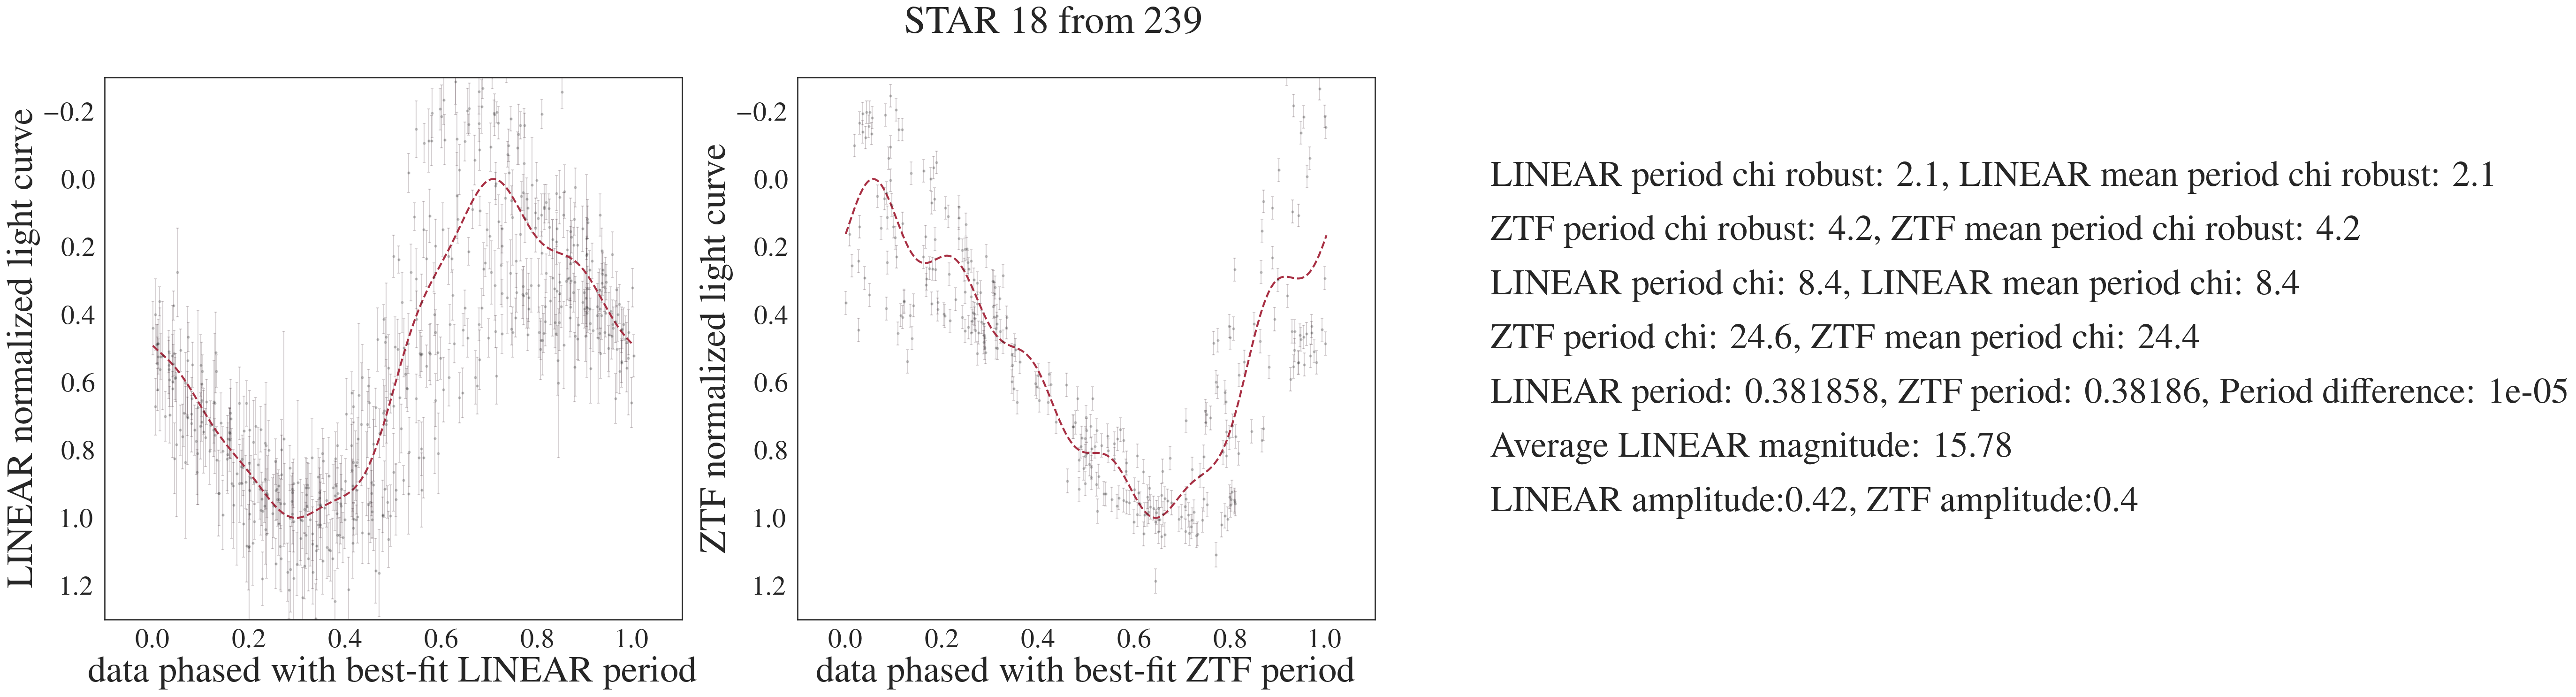 STAR 18 from 239
LINEAR normalized light curve
−0.2
0.0
0.2
0.4
0.6
0.8
1.0
1.2
0.0 0.2 0.4 0.6 0.8 1.0
data phased with best-fit LINEAR period
ZTF normalized light curve
−0.2
0.0
0.2
0.4
0.6
0.8
1.0
1.2
0.0 0.2 0.4 0.6 0.8 1.0
data phased with best-fit ZTF period
LINEAR period chi robust: 2.1, LINEAR mean period chi robust: 2.1
ZTF period chi robust: 4.2, ZTF mean period chi robust: 4.2
LINEAR period chi: 8.4, LINEAR mean period chi: 8.4
ZTF period chi: 24.6, ZTF mean period chi: 24.4
LINEAR period: 0.381858, ZTF period: 0.38186, Period difference: 1e-05
Average LINEAR magnitude: 15.78
LINEAR amplitude:0.42, ZTF amplitude:0.4